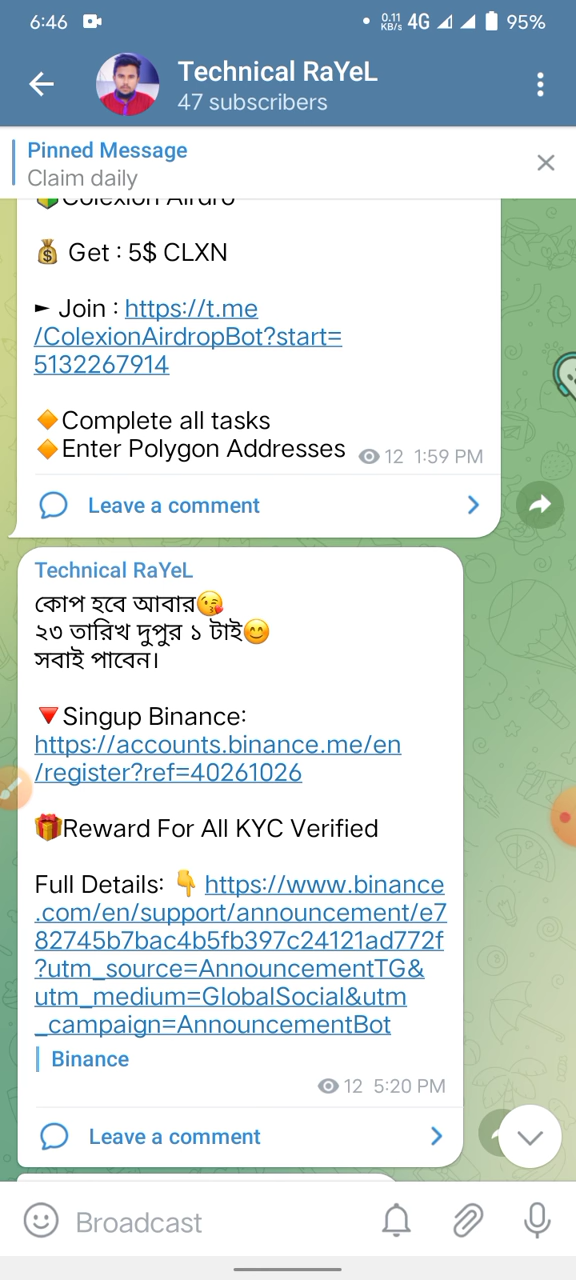 6:46
0.11
KB/s
4G
95%
Technical RaYeL
47 subscribers
Pinned Message
Claim daily
💰 Get : 5$ CLXN
► Join : https://t.me
/ColexionAirdropBot?start=
5132267914
🔶Complete all tasks
🔶Enter Polygon Addresses
12 1:59 PM
Leave a comment
Technical RaYeL
কোপ হবে আবার😘
২৩ তারিখ দুপুর ১ টাই😊
সবাই পাবেন।
🔻Singup Binance:
https://accounts.binance.me/en
/register?ref=40261026
🎁Reward For All KYC Verified
Full Details: 👇 https://www.binance
.com/en/support/announcement/e7
82745b7bac4b5fb397c24121ad772f
?utm_source=AnnouncementTG&
utm_medium=GlobalSocial&utm
_campaign=AnnouncementBot
Binance
12 5:20 PM
Leave a comment
Broadcast